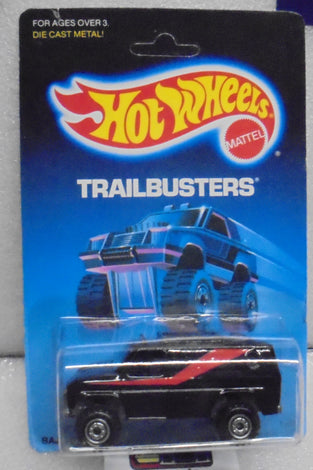 FOR AGES OVER 3.
DIE CAST METAL!
HOT WHEELS®
MATTEL
TRAILBUSTERS®